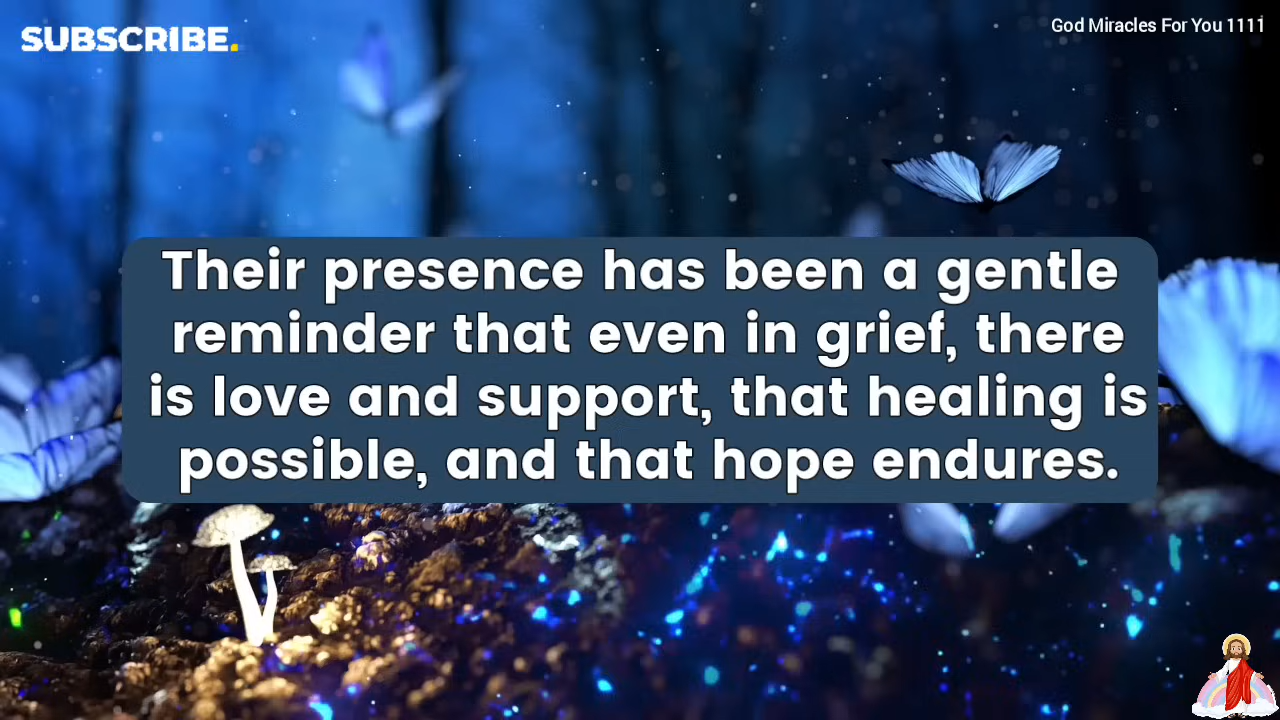 SUBSCRIBE.
God Miracles For You 1111
Their presence has been a gentle
reminder that even in grief, there
is love and support, that healing is
possible, and that hope endures.